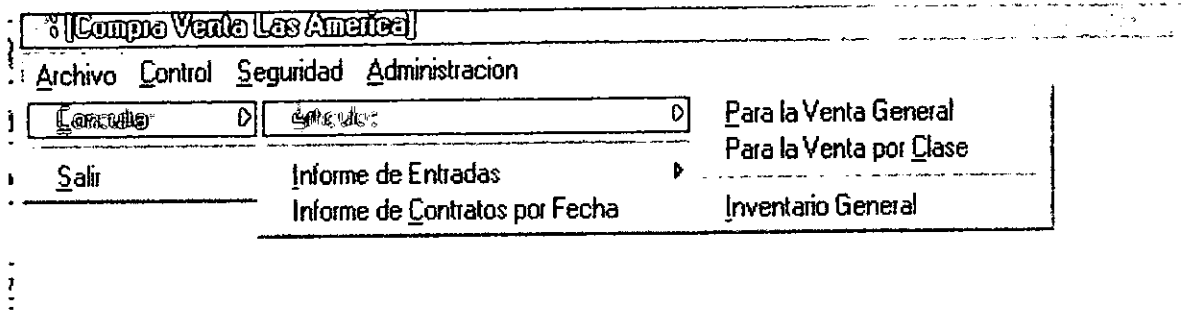 [Compra Venta Las America]
Archivo Control Seguridad Administracion
Consulta
Salir
Articulos
Informe de Entradas
Informe de Contratos por Fecha
Para la Venta General
Para la Venta por Clase
Inventario General